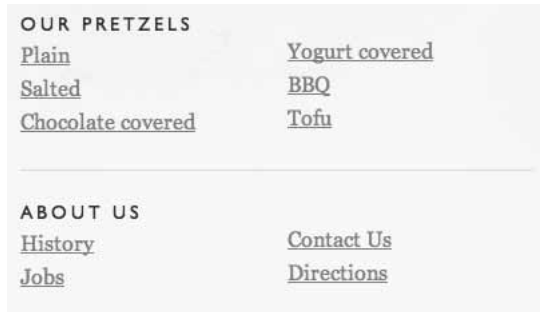 OUR PRETZELS
Plain
Salted
Chocolate covered
Yogurt covered
BBQ
Tofu
ABOUT US
History
Jobs
Contact Us
Directions